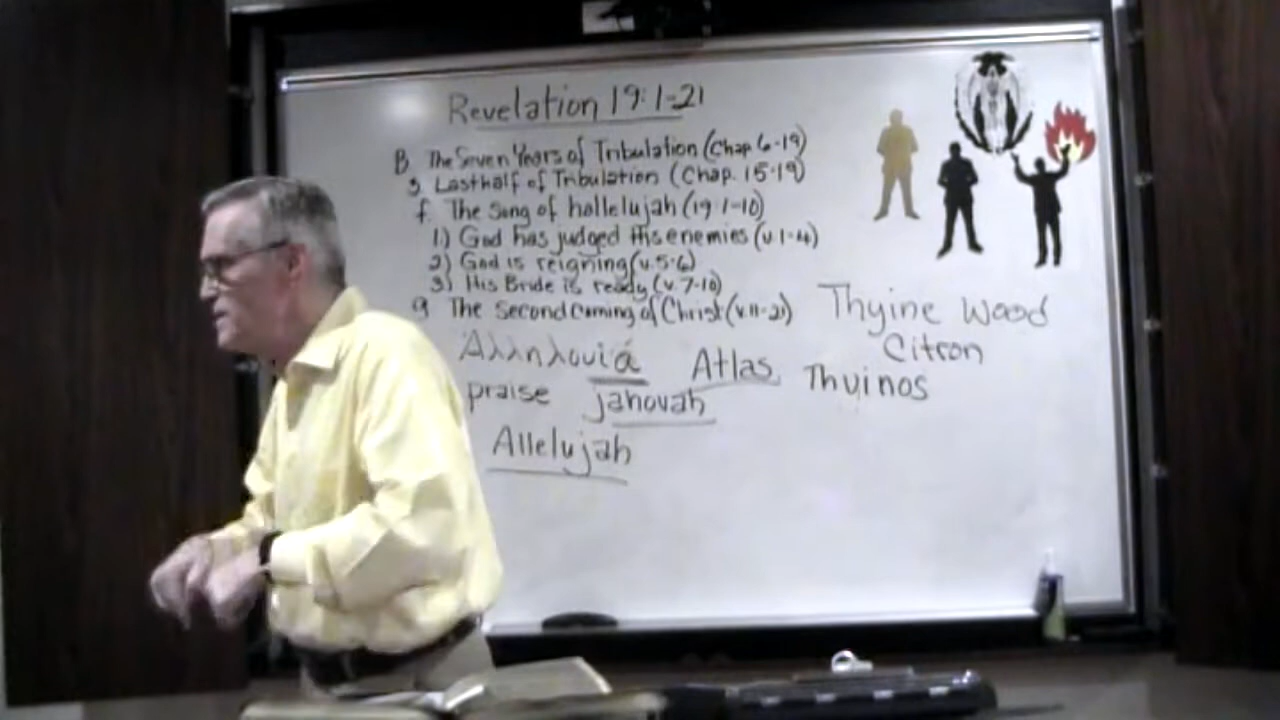 Revelation 19:1-21
B. The Seven Years of Tribulation (Chap 6-19)
3. Last half of Tribulation (Chap. 15-19)
f. The Song of hallelujah (19:1-10)
1.) God has judged His enemies (v.1-4)
2) God is reigning (v.5-6)
3) His Bride is ready (v.7-10)
g The Second Coming of Christ (v.11-21)
Thyine Wood
Citron
Thuinos
Ἀλληλουιά
Atlas
praise jahovah
Allelujah